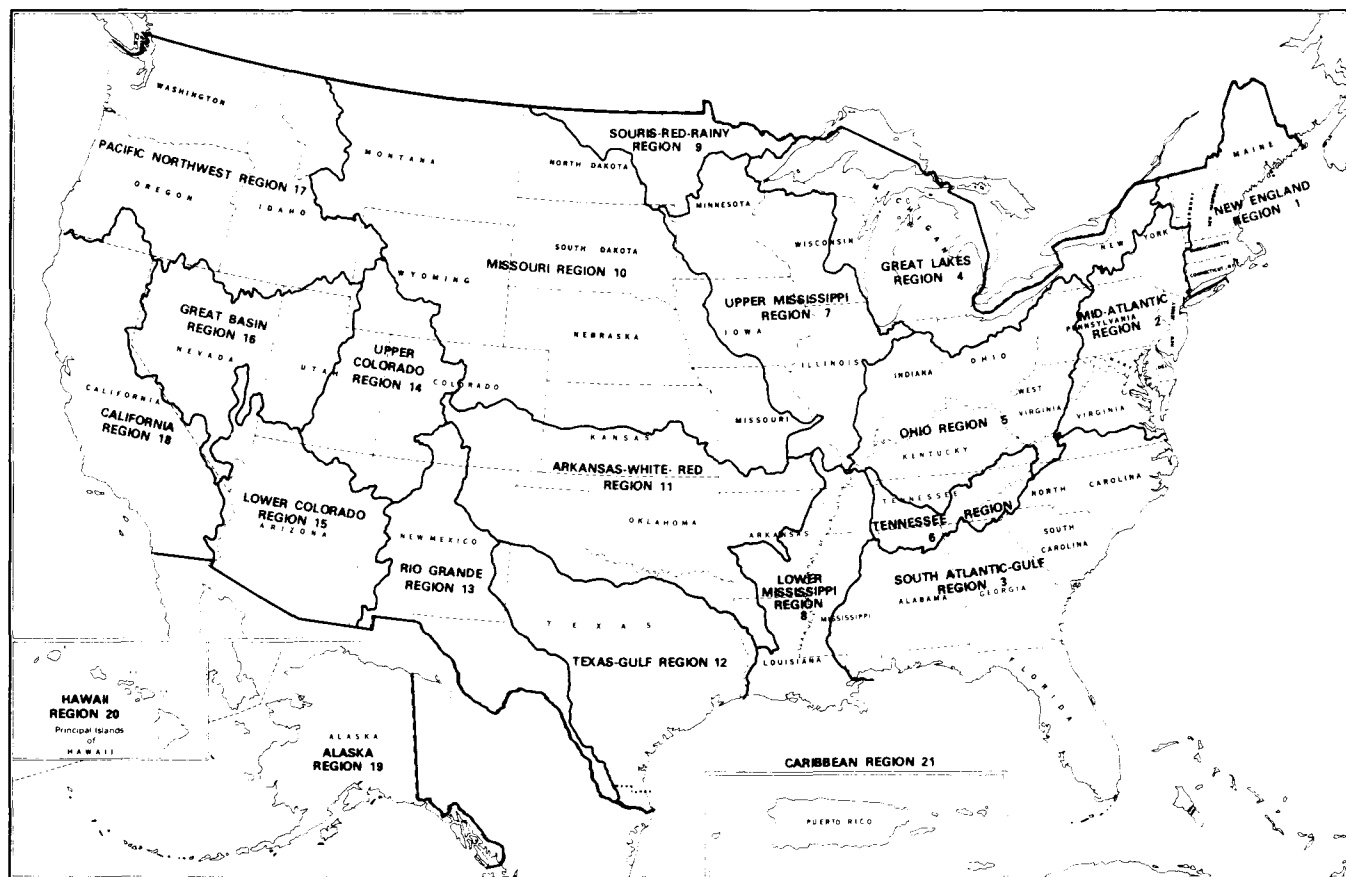 WASHINGTON
PACIFIC NORTHWEST REGION 17
OREGON
IDAHO
MONTANA
NORTH DAKOTA
SOURIS-RED-RAINY
REGION 9
MINNESOTA
SOUTH DAKOTA
MISSOURI REGION 10
WYOMING
NEBRASKA
WISCONSIN
MICHIGAN
GREAT LAKES
REGION 4
UPPER MISSISSIPPI
REGION 7
IOWA
ILLINOIS
MAINE
NEW ENGLAND
REGION 1
NEW YORK
MASSACHUSETTS
CONNECTICUT
MID-ATLANTIC
PENNSYLVANIA
REGION 2
GREAT BASIN
REGION 16
NEVADA
UTAH
UPPER
COLORADO
REGION 14
COLORADO
CALIFORNIA
CALIFORNIA
REGION 18
KANSAS
MISSOURI
INDIANA
OHIO
WEST
VIRGINIA
VIRGINIA
OHIO REGION 5
KENTUCKY
ARKANSAS-WHITE-RED
REGION 11
OKLAHOMA
LOWER COLORADO
REGION 15
ARIZONA
NEW MEXICO
RIO GRANDE
REGION 13
ARKANSAS
TENNESSEE
TENNESSEE REGION
6
NORTH CAROLINA
SOUTH
CAROLINA
SOUTH ATLANTIC-GULF
REGION 3
ALABAMA
GEORGIA
LOWER
MISSISSIPPI
REGION
8
MISSISSIPPI
LOUISIANA
TEXAS
TEXAS-GULF REGION 12
FLORIDA
HAWAII
REGION 20
Principal Islands
of
HAWAII
ALASKA
ALASKA
REGION 19
CARIBBEAN REGION 21
PUERTO RICO